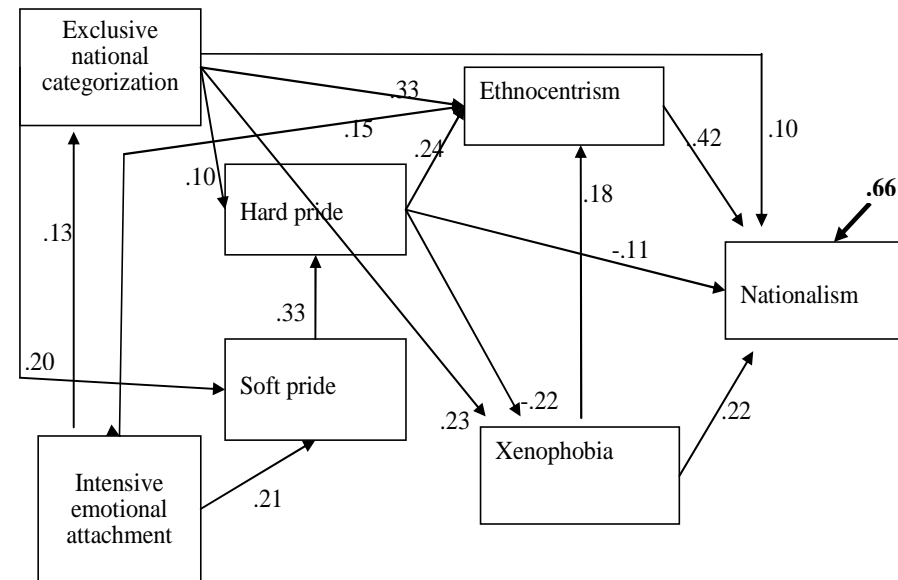 Exclusive
national
categorization
.33
Ethnocentrism
.15
.42
.10
.24
.10
.18
.66
Hard pride
.13
-.11
Nationalism
.33
.20
Soft pride
-.22
.23
.22
Xenophobia
Intensive
emotional
attachment
.21